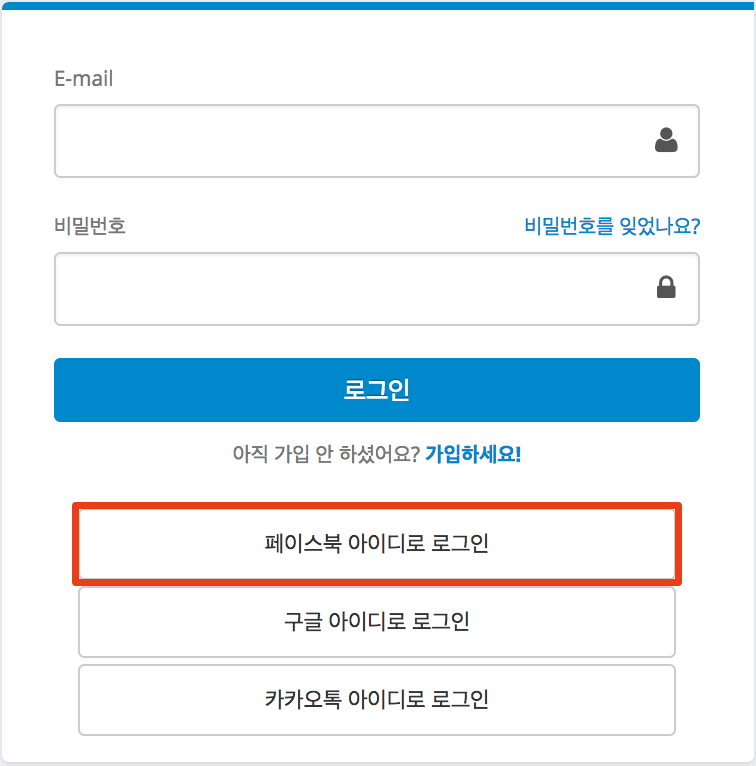 E-mail
비밀번호 비밀번호를 잊었나요?
로그인
아직 가입 안 하셨어요? 가입하세요!
페이스북 아이디로 로그인
구글 아이디로 로그인
카카오톡 아이디로 로그인